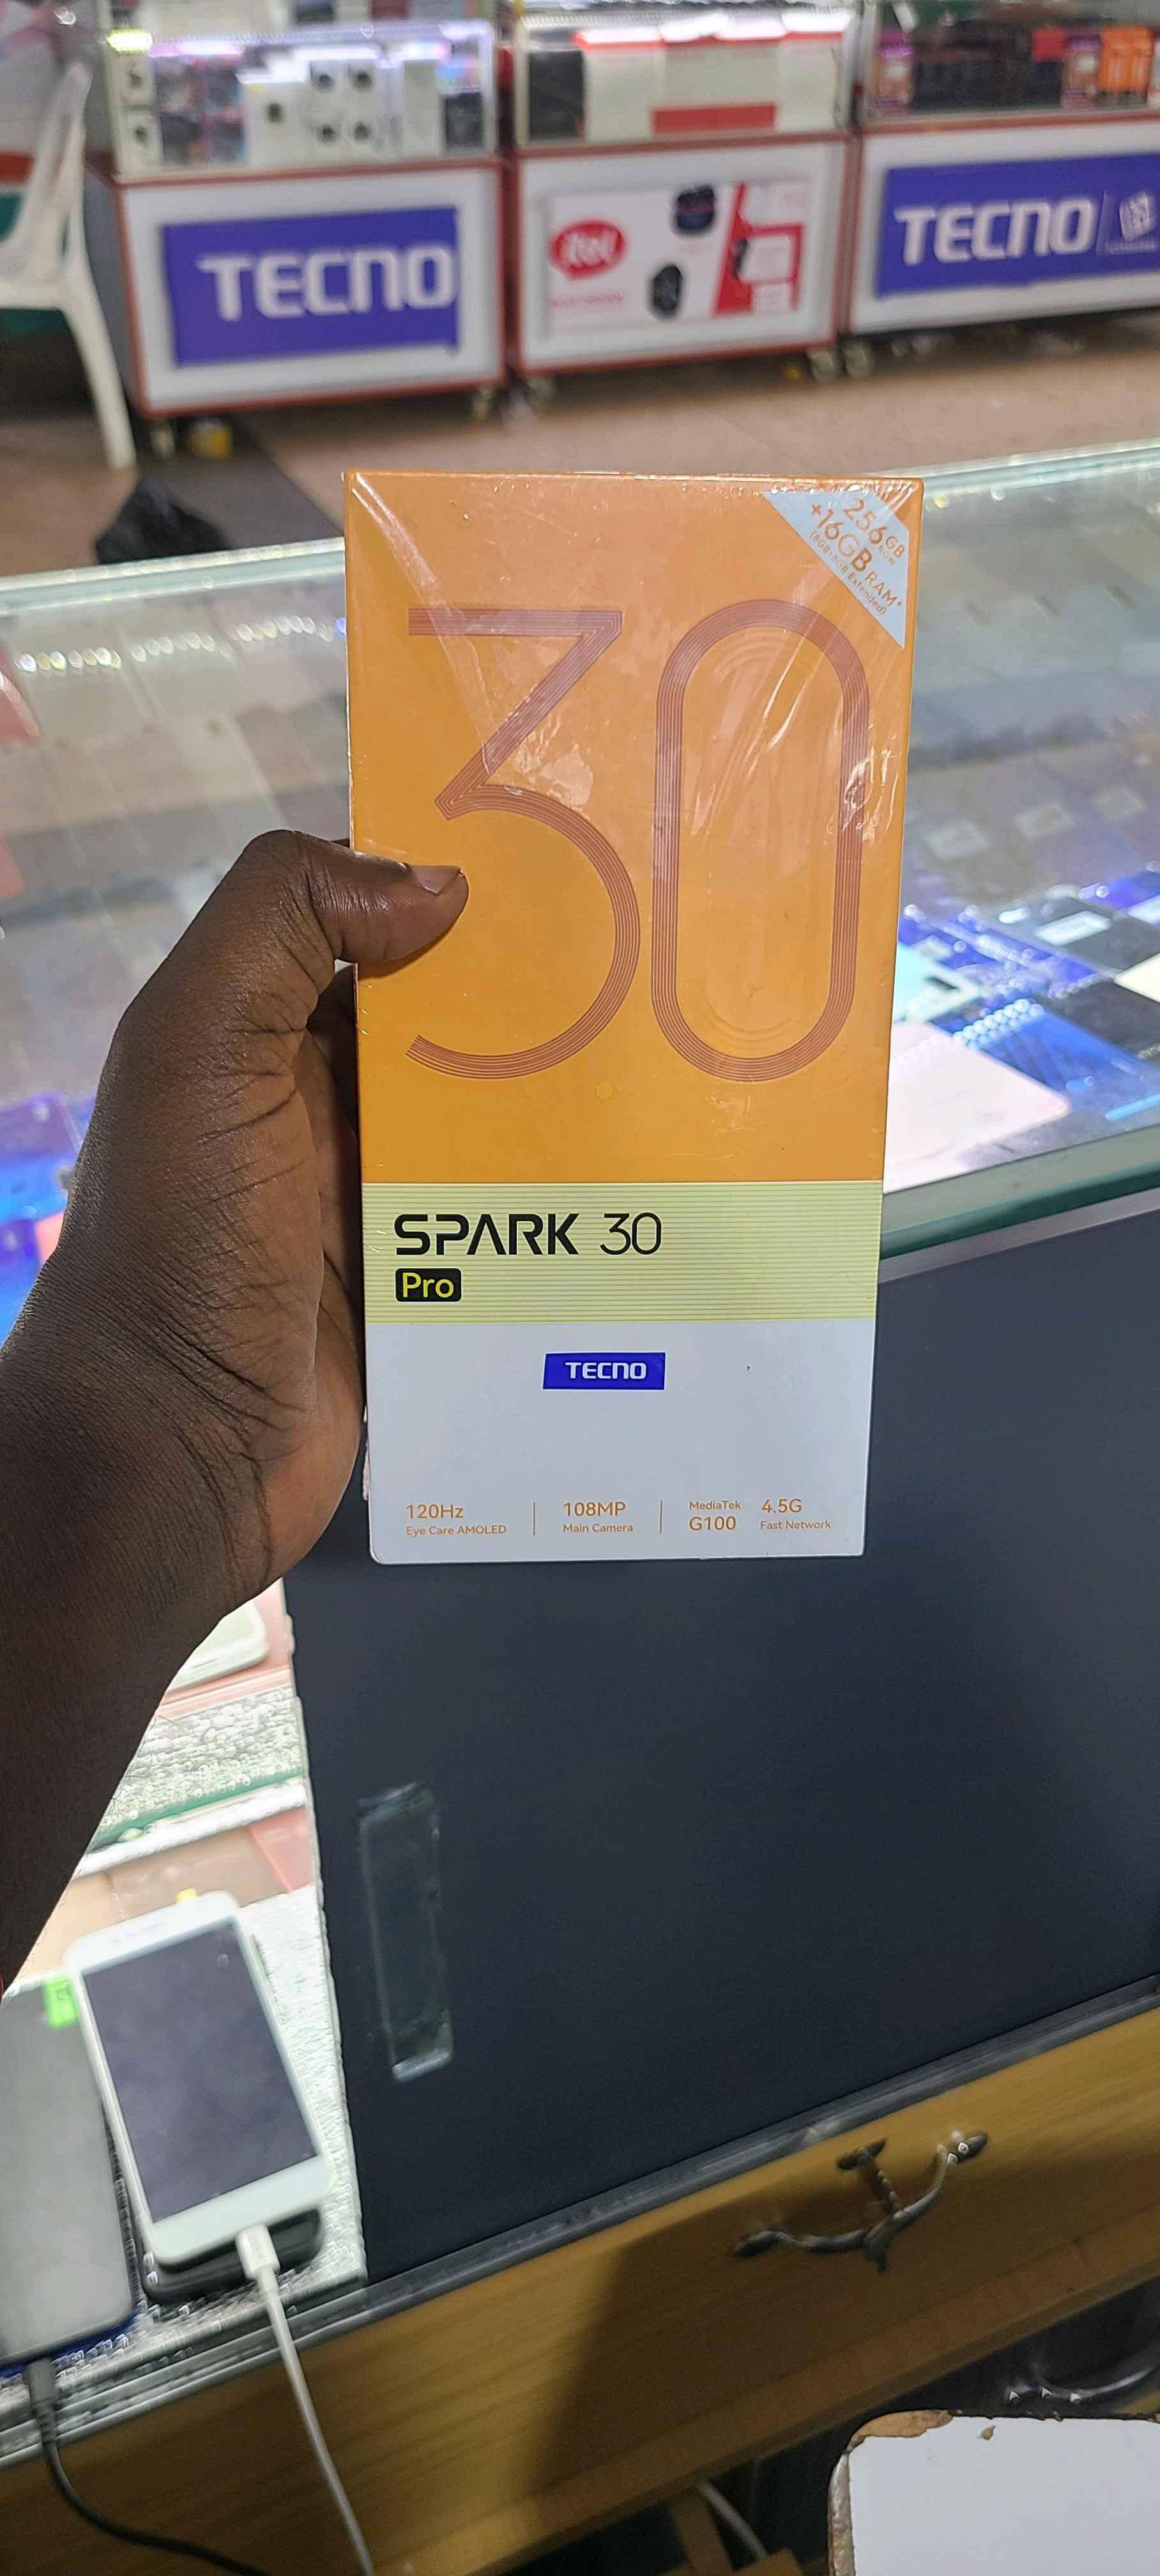 TECNO
itel
TECNO
256GB
ROM
+16GB RAM*
(8GB+8GB Extended)
30
SPARK 30
Pro
TECNO
120Hz
Eye Care AMOLED
108MP
Main Camera
MediaTek
G100
4.5G
Fast Network